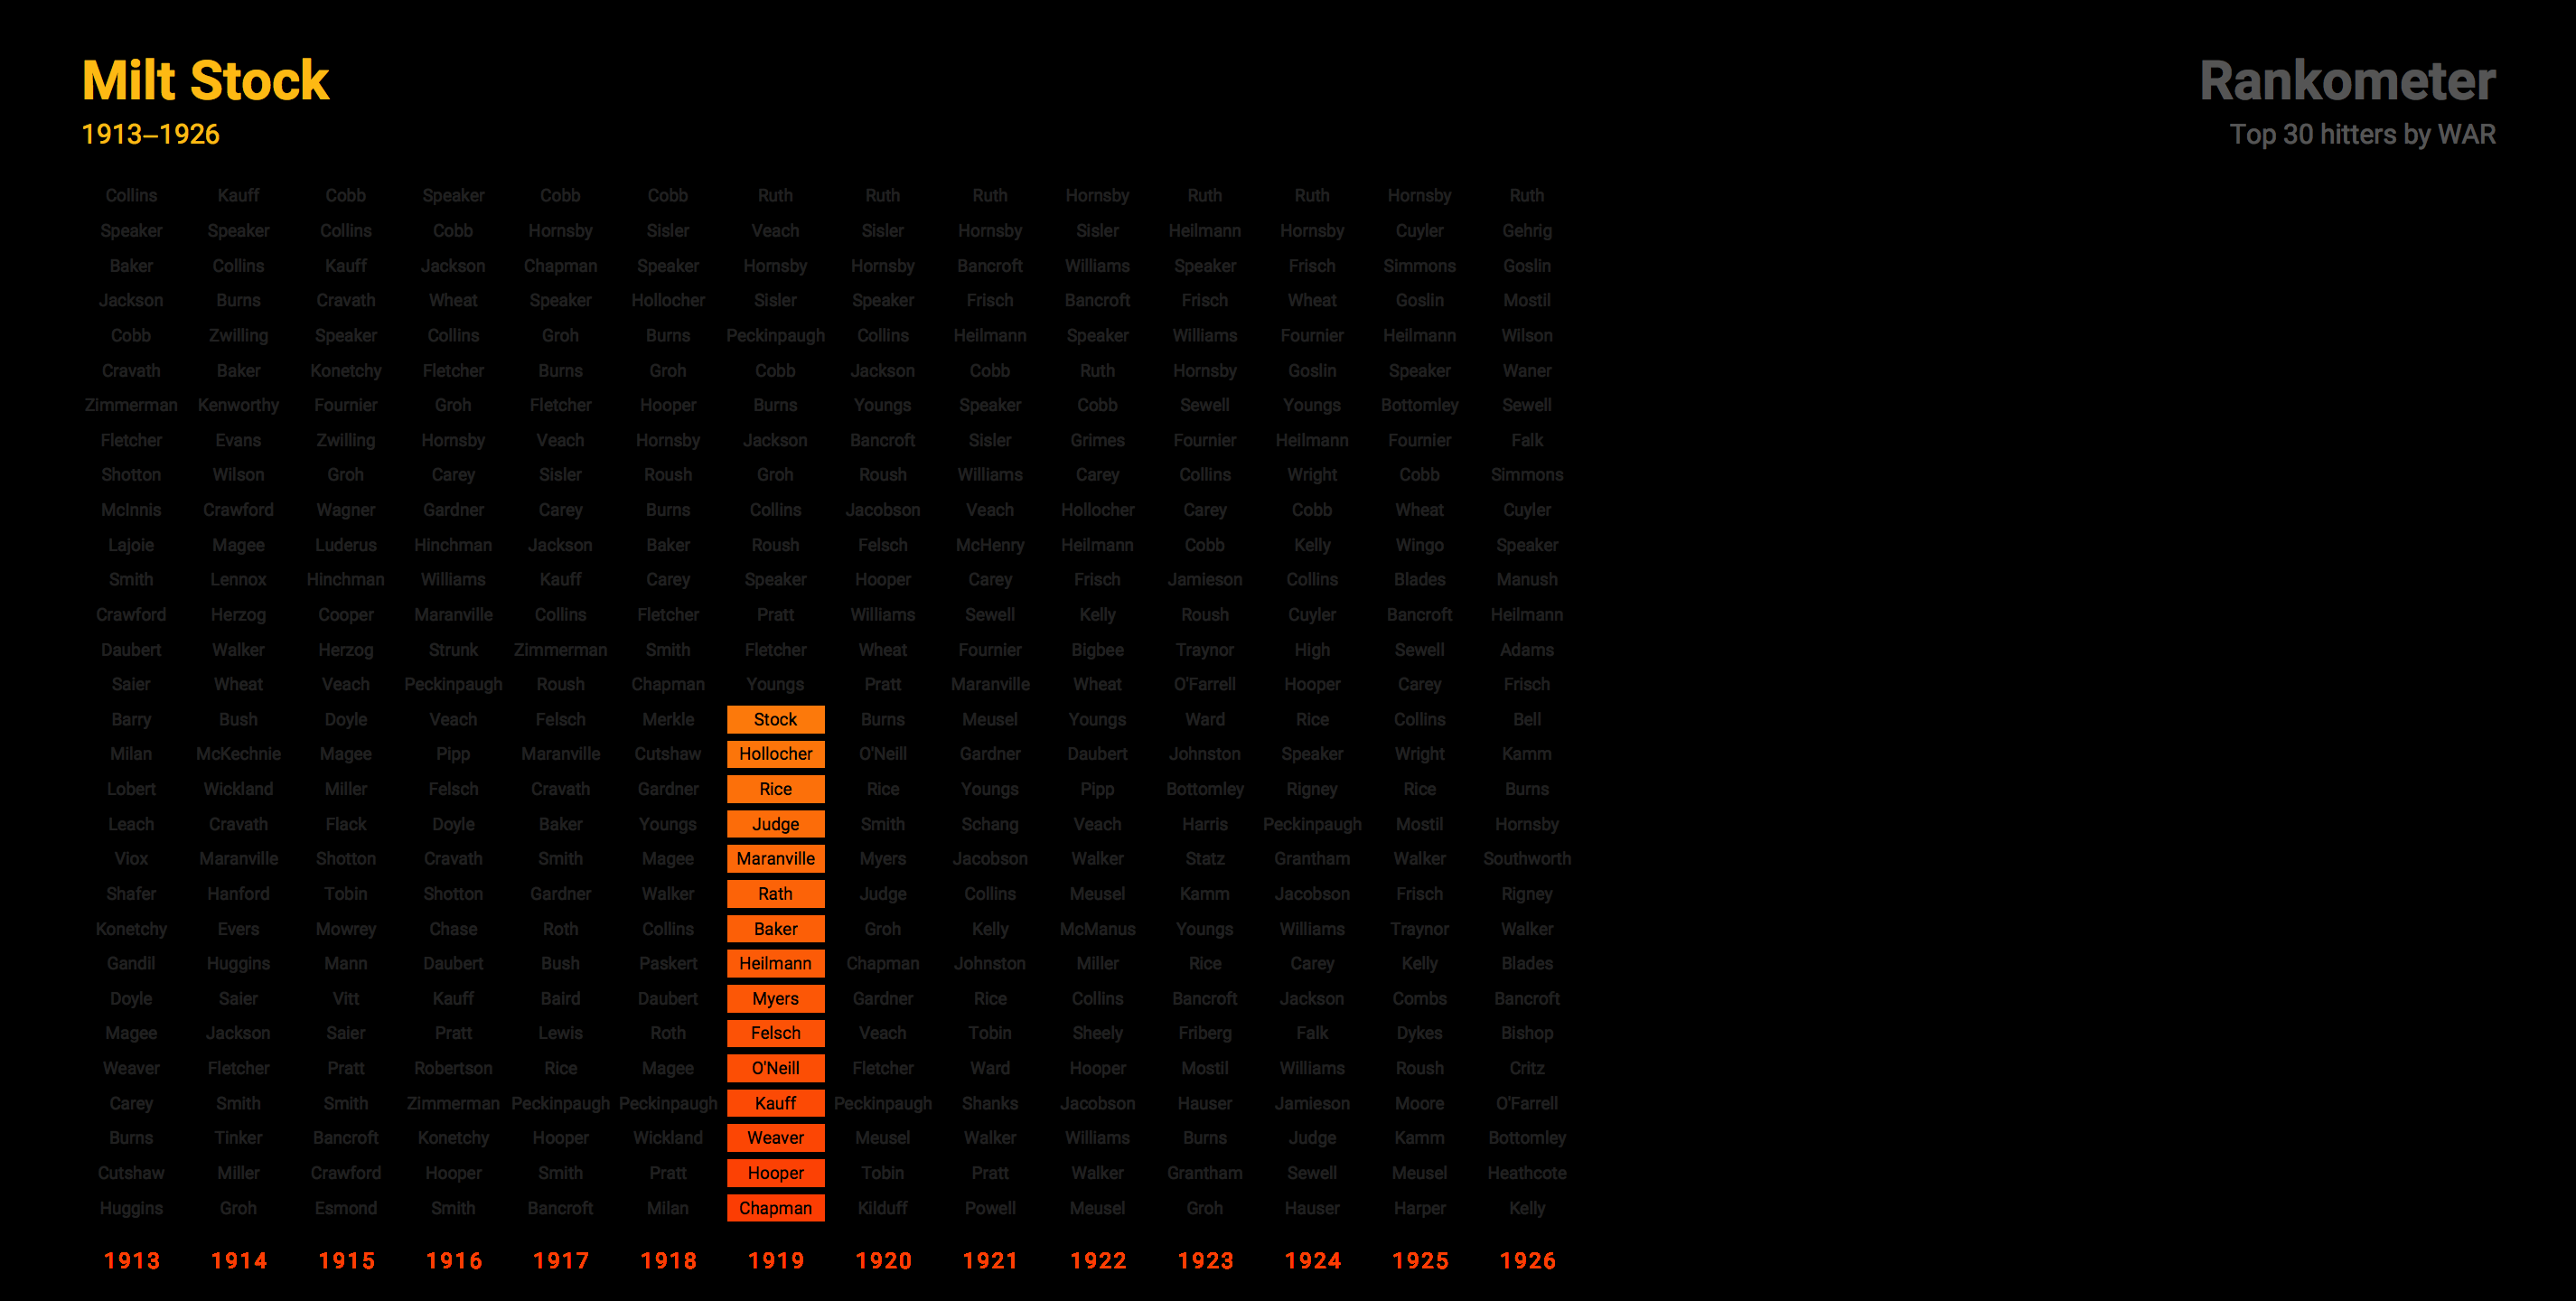 Milt Stock
1913–1926
Rankometer
Top 30 hitters by WAR
Collins Kauff Cobb Speaker Cobb Cobb Ruth Ruth Ruth Hornsby Ruth Ruth Hornsby Ruth
Speaker Speaker Collins Cobb Hornsby Sisler Veach Sisler Hornsby Sisler Heilmann Hornsby Cuyler Gehrig
Baker Collins Kauff Jackson Chapman Speaker Hornsby Hornsby Bancroft Williams Speaker Frisch Simmons Goslin
Jackson Burns Cravath Wheat Speaker Hollocher Sisler Speaker Frisch Bancroft Frisch Wheat Goslin Mostil
Cobb Zwilling Speaker Collins Groh Burns Peckinpaugh Collins Heilmann Speaker Williams Fournier Heilmann Wilson
Cravath Baker Konetchy Fletcher Burns Groh Cobb Jackson Cobb Ruth Hornsby Goslin Speaker Waner
Zimmerman Kenworthy Fournier Groh Fletcher Hooper Burns Youngs Speaker Cobb Sewell Youngs Bottomley Sewell
Fletcher Evans Zwilling Hornsby Veach Hornsby Jackson Bancroft Sisler Grimes Fournier Heilmann Fournier Falk
Shotton Wilson Groh Carey Sisler Roush Groh Roush Williams Carey Collins Wright Cobb Simmons
McInnis Crawford Wagner Gardner Carey Burns Collins Jacobson Veach Hollocher Carey Cobb Wheat Cuyler
Lajoie Magee Luderus Hinchman Jackson Baker Roush Felsch McHenry Heilmann Cobb Kelly Wingo Speaker
Smith Lennox Hinchman Williams Kauff Carey Speaker Hooper Carey Frisch Jamieson Collins Blades Manush
Crawford Herzog Cooper Maranville Collins Fletcher Pratt Williams Sewell Kelly Roush Cuyler Bancroft Heilmann
Daubert Walker Herzog Strunk Zimmerman Smith Fletcher Wheat Fournier Bigbee Traynor High Sewell Adams
Saier Wheat Veach Peckinpaugh Roush Chapman Youngs Pratt Maranville Wheat O'Farrell Hooper Carey Frisch
Barry Bush Doyle Veach Felsch Merkle Stock Burns Meusel Youngs Ward Rice Collins Bell
Milan McKechnie Magee Pipp Maranville Cutshaw Hollocher O'Neill Gardner Daubert Johnston Speaker Wright Kamm
Lobert Wickland Miller Felsch Cravath Gardner Rice Rice Youngs Pipp Bottomley Rigney Rice Burns
Leach Cravath Flack Doyle Baker Youngs Judge Smith Schang Veach Harris Peckinpaugh Mostil Hornsby
Viox Maranville Shotton Cravath Smith Magee Maranville Myers Jacobson Walker Statz Grantham Walker Southworth
Shafer Hanford Tobin Shotton Gardner Walker Rath Judge Collins Meusel Kamm Jacobson Frisch Rigney
Konetchy Evers Mowrey Chase Roth Collins Baker Groh Kelly McManus Youngs Williams Traynor Walker
Gandil Huggins Mann Daubert Bush Paskert Heilmann Chapman Johnston Miller Rice Carey Kelly Blades
Doyle Saier Vitt Kauff Baird Daubert Myers Gardner Rice Collins Bancroft Jackson Combs Bancroft
Magee Jackson Saier Pratt Lewis Roth Felsch Veach Tobin Sheely Friberg Falk Dykes Bishop
Weaver Fletcher Pratt Robertson Rice Magee O'Neill Fletcher Ward Hooper Mostil Williams Roush Critz
Carey Smith Smith Zimmerman Peckinpaugh Peckinpaugh Kauff Peckinpaugh Shanks Jacobson Hauser Jamieson Moore O'Farrell
Burns Tinker Bancroft Konetchy Hooper Wickland Weaver Meusel Walker Williams Burns Judge Kamm Bottomley
Cutshaw Miller Crawford Hooper Smith Pratt Hooper Tobin Pratt Walker Grantham Sewell Meusel Heathcote
Huggins Groh Esmond Smith Bancroft Milan Chapman Kilduff Powell Meusel Groh Hauser Harper Kelly
1913 1914 1915 1916 1917 1918 1919 1920 1921 1922 1923 1924 1925 1926